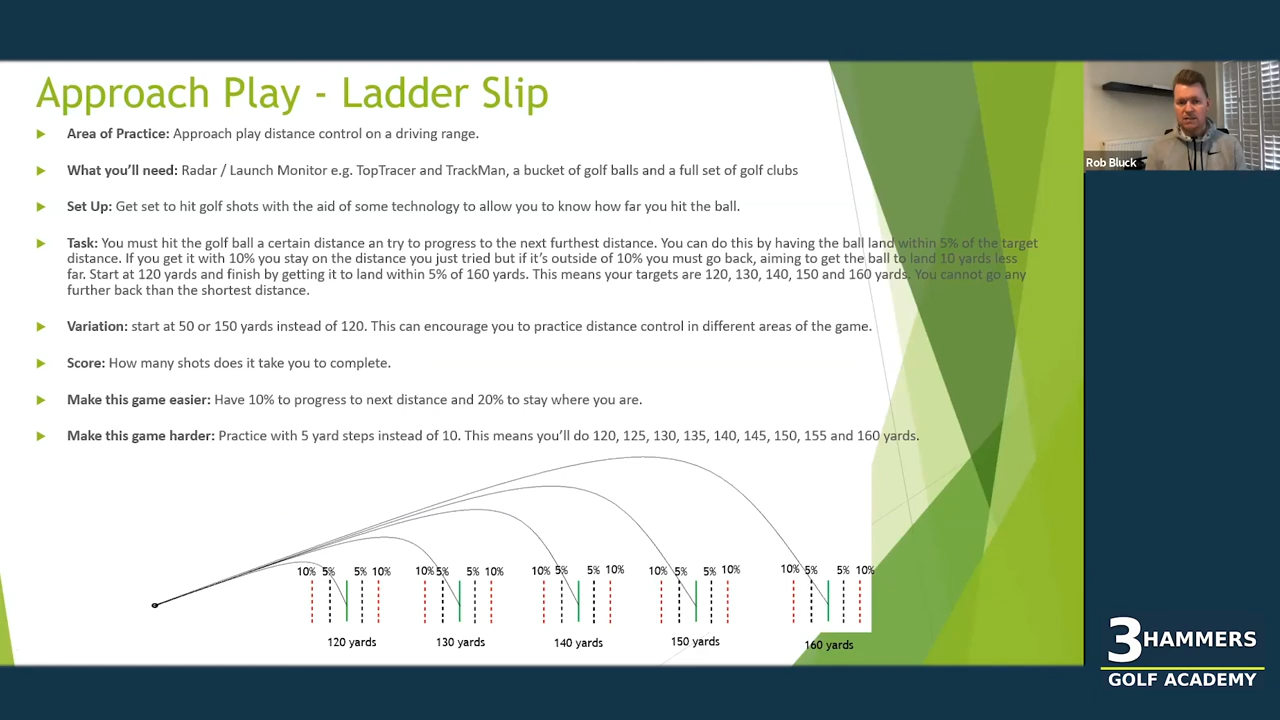 Approach Play - Ladder Slip
Area of Practice: Approach play distance control on a driving range.
What you'll need: Radar / Launch Monitor e.g. TopTracer and TrackMan, a bucket of golf balls and a full set of golf clubs
Set Up: Get set to hit golf shots with the aid of some technology to allow you to know how far you hit the ball.
Task: You must hit the golf ball a certain distance an try to progress to the next furthest distance. You can do this by having the ball land within 5% of the target
distance. If you get it with 10% you stay on the distance you just tried but if it's outside of 10% you must go back, aiming to get the ball to land 10 yards less
far. Start at 120 yards and finish by getting it to land within 5% of 160 yards. This means your targets are 120, 130, 140, 150 and 160 yards. You cannot go any
further back than the shortest distance.
Variation: start at 50 or 150 yards instead of 120. This can encourage you to practice distance control in different areas of the game.
Score: How many shots does it take you to complete.
Make this game easier: Have 10% to progress to next distance and 20% to stay where you are.
Make this game harder: Practice with 5 yard steps instead of 10. This means you'll do 120, 125, 130, 135, 140, 145, 150, 155 and 160 yards.
10% 5% 5% 10% 10% 5% 5% 10% 10% 5% 5% 10% 10% 5% 5% 10% 10% 5% 5% 10%
120 yards 130 yards 140 yards 150 yards 160 yards
Rob Bluck
3 HAMMERS
GOLF ACADEMY